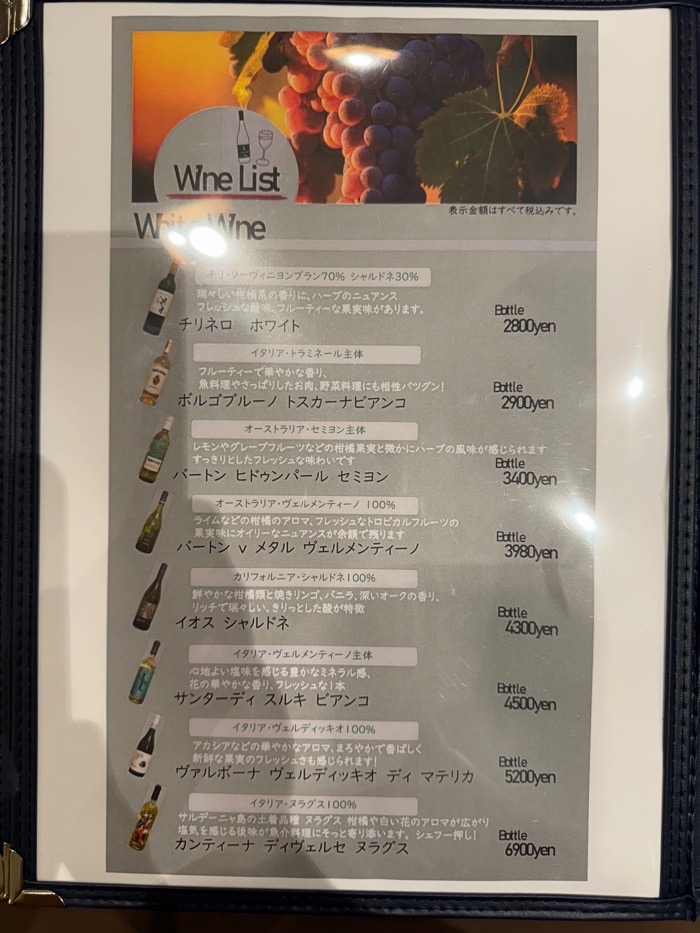 Wine List
表示金額はすべて税込みです。
White Wine
チリ・ソーヴィニヨンブラン70% シャルドネ30%
瑞々しい柑橘系の香りに、ハーブのニュアンス
フレッシュな酸味、フルーティーな果実味があります。
チリネロ ホワイト
Bottle
2800yen
イタリア・トラミネール主体
フルーティーで華やかな香り、
魚料理やさっぱりしたお肉、野菜料理にも相性バツグン!
ボルゴブルーノ トスカーナビアンコ
Bottle
2900yen
オーストラリア・セミヨン主体
レモンやグレープフルーツなどの柑橘果実と微かにハーブの風味が感じられます
すっきりとしたフレッシュな味わいです
バートン ヒドゥンパール セミヨン
Bottle
3400yen
オーストラリア・ヴェルメンティーノ 100%
ライムなどの柑橘のアロマ、フレッシュなトロピカルフルーツの
果実味にオイリーなニュアンスが余韻で残ります
バートン v メタル ヴェルメンティーノ
Bottle
3980yen
カリフォルニア・シャルドネ100%
鮮やかな柑橘類と焼きリンゴ、バニラ、深いオークの香り、
リッチで瑞々しい、きりっとした酸が特徴
イオス シャルドネ
Bottle
4300yen
イタリア・ヴェルメンティーノ主体
心地よい塩味を感じる豊かなミネラル感、
花の華やかな香り、フレッシュな1本
サンターディ スルキ ビアンコ
Bottle
4500yen
イタリア・ヴェルディッキオ100%
アカシアなどの華やかなアロマ、まろやかで香ばしく
新鮮な果実のフレッシュさも感じられます!
ヴァルボーナ ヴェルディッキオ ディ マテリカ
Bottle
5200yen
イタリア・ヌラグス100%
サルデーニャ島の土着品種 ヌラグス 柑橘や白い花のアロマが広がり
塩気を感じる後味が魚介料理にそっと寄り添います。シェフ一押し!
カンティーナ ディヴェルセ ヌラグス
Bottle
6900yen